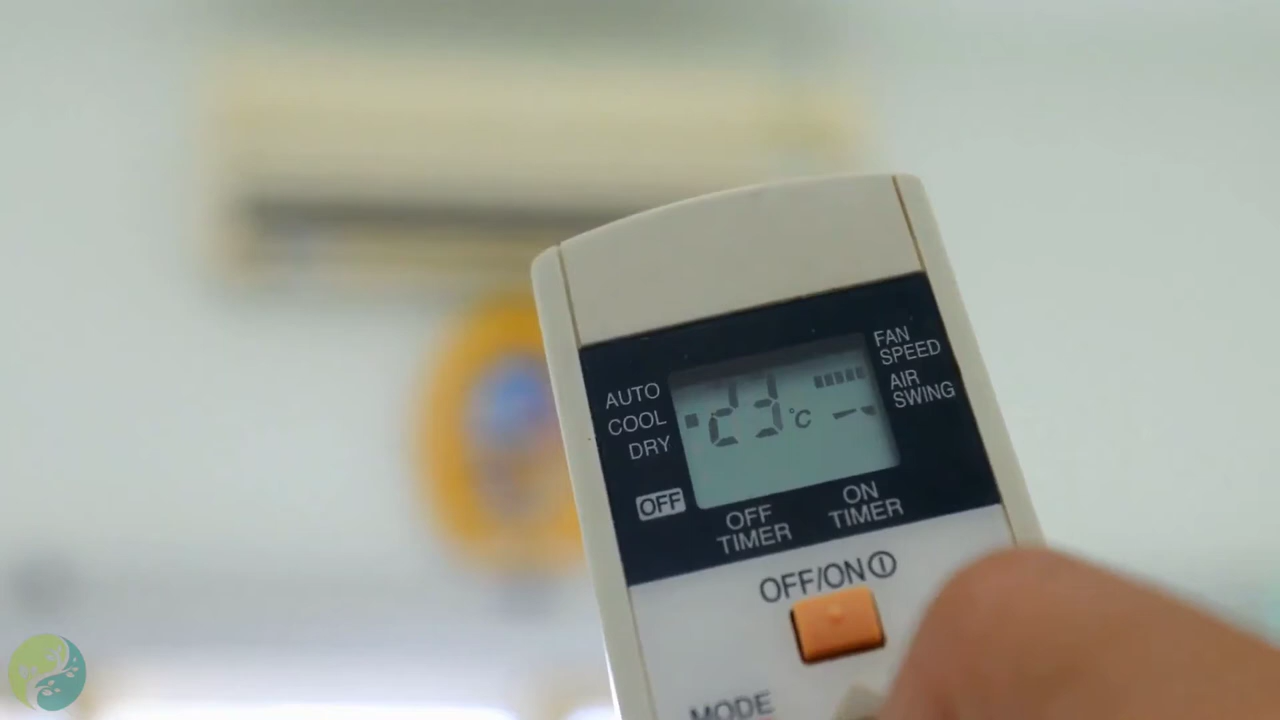 AUTO
COOL
DRY
OFF
23°C
FAN
SPEED
AIR
SWING
OFF
TIMER
ON
TIMER
OFF/ON
MODE